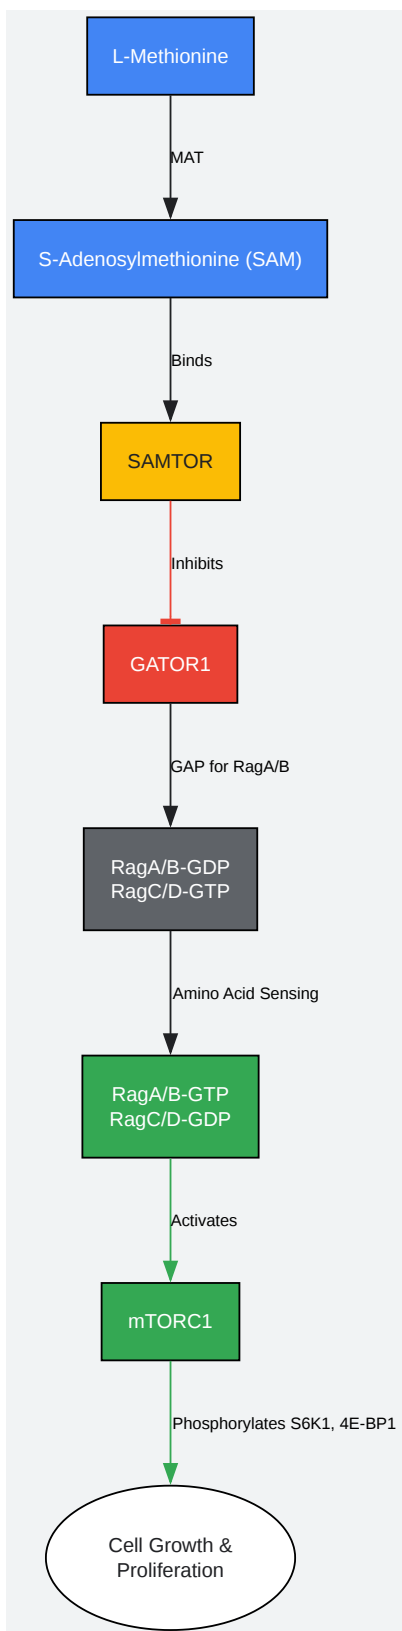 L-Methionine
MAT
S-Adenosylmethionine (SAM)
Binds
SAMTOR
Inhibits
GATOR1
GAP for RagA/B
RagA/B-GDP
RagC/D-GTP
Amino Acid Sensing
RagA/B-GTP
RagC/D-GDP
Activates
mTORC1
Phosphorylates S6K1, 4E-BP1
Cell Growth &
Proliferation